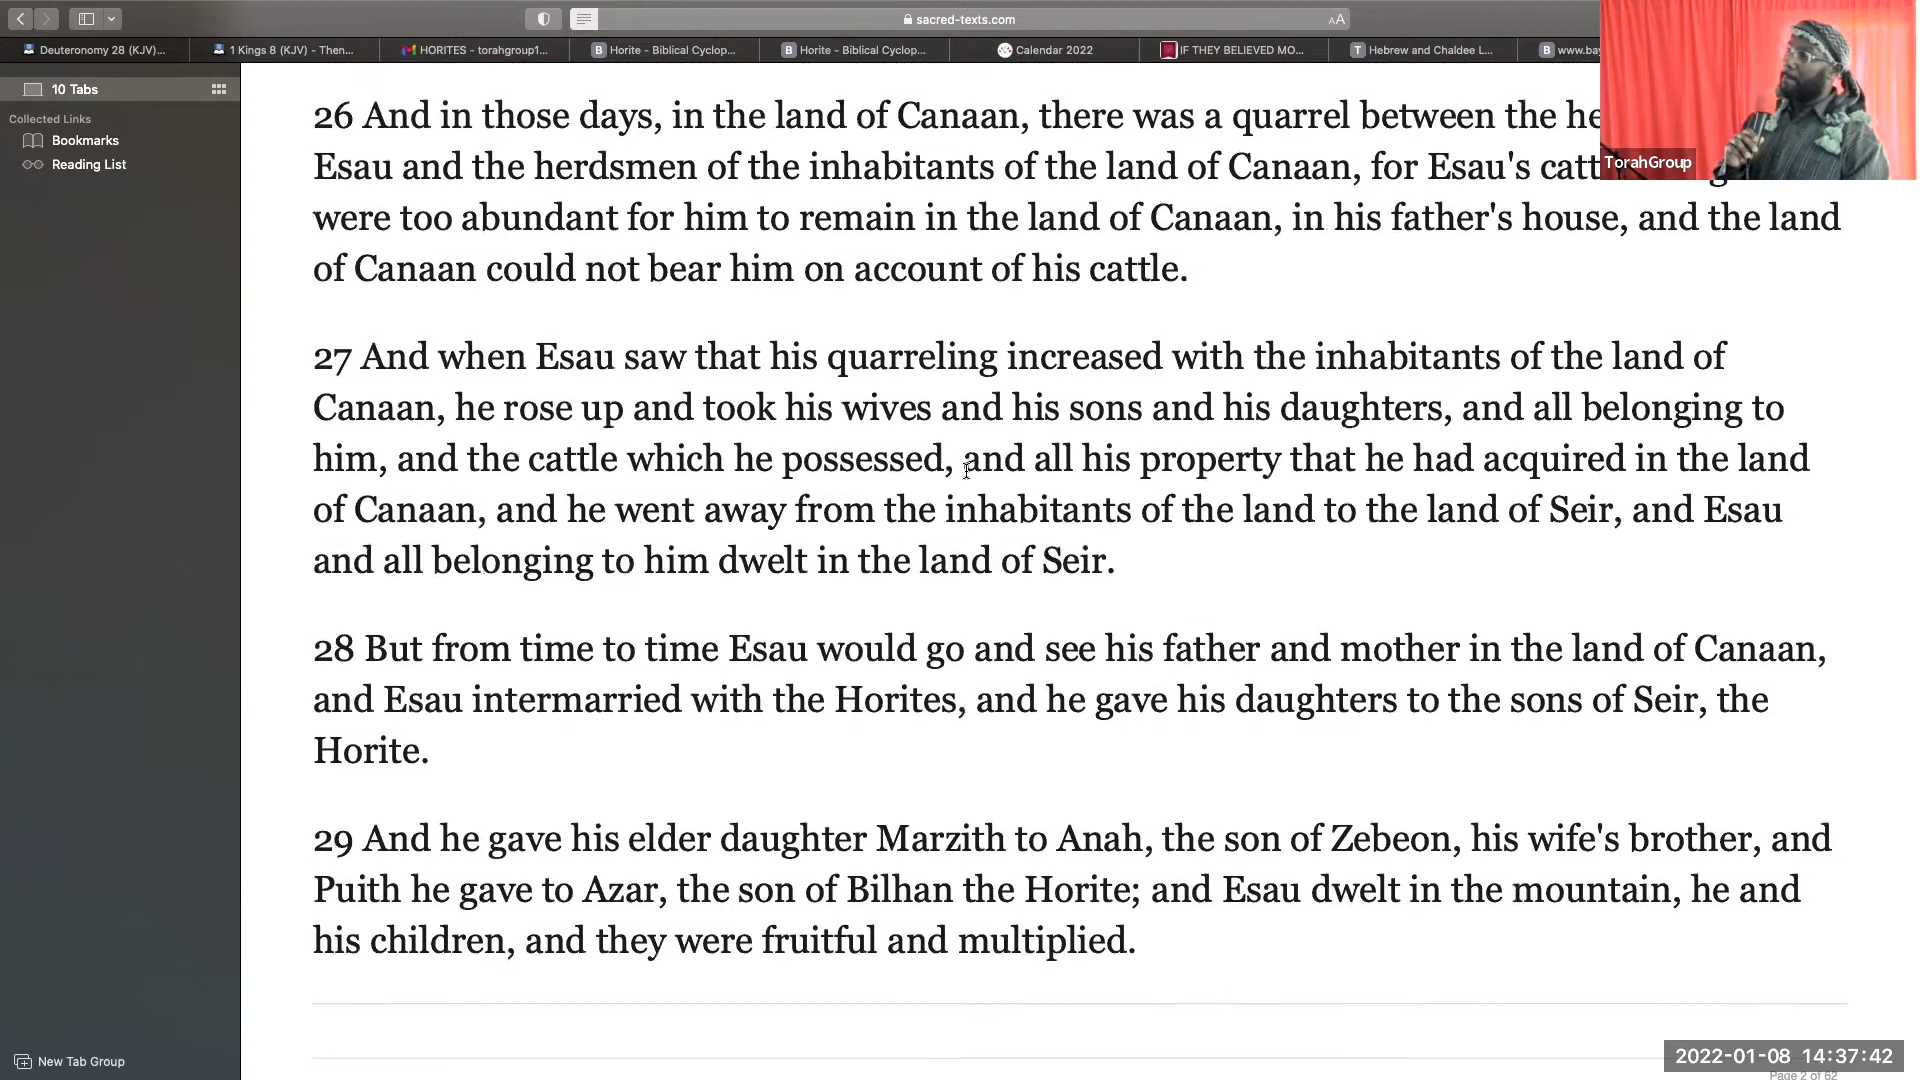 sacred-texts.com
AA
Deuteronomy 28 (KJV)...
1 Kings 8 (KJV) - Then...
HORITES - torahgroup1...
Horite - Biblical Cyclop...
Horite - Biblical Cyclop...
Calendar 2022
IF THEY BELIEVED MO...
Hebrew and Chaldee L...
10 Tabs
Collected Links
Bookmarks
Reading List
TorahGroup
26 And in those days, in the land of Canaan, there was a quarrel between the
Esau and the herdsmen of the inhabitants of the land of Canaan, for Esau's
were too abundant for him to remain in the land of Canaan, in his father's house, and the land
of Canaan could not bear him on account of his cattle.
27 And when Esau saw that his quarreling increased with the inhabitants of the land of
Canaan, he rose up and took his wives and his sons and his daughters, and all belonging to
him, and the cattle which he possessed, and all his property that he had acquired in the land
of Canaan, and he went away from the inhabitants of the land to the land of Seir, and Esau
and all belonging to him dwelt in the land of Seir.
28 But from time to time Esau would go and see his father and mother in the land of Canaan,
and Esau intermarried with the Horites, and he gave his daughters to the sons of Seir, the
Horite.
29 And he gave his elder daughter Marzith to Anah, the son of Zebeon, his wife's brother, and
Puith he gave to Azar, the son of Bilhan the Horite; and Esau dwelt in the mountain, he and
his children, and they were fruitful and multiplied.
New Tab Group
2022-01-08 14:37:42
Page 2 of 62